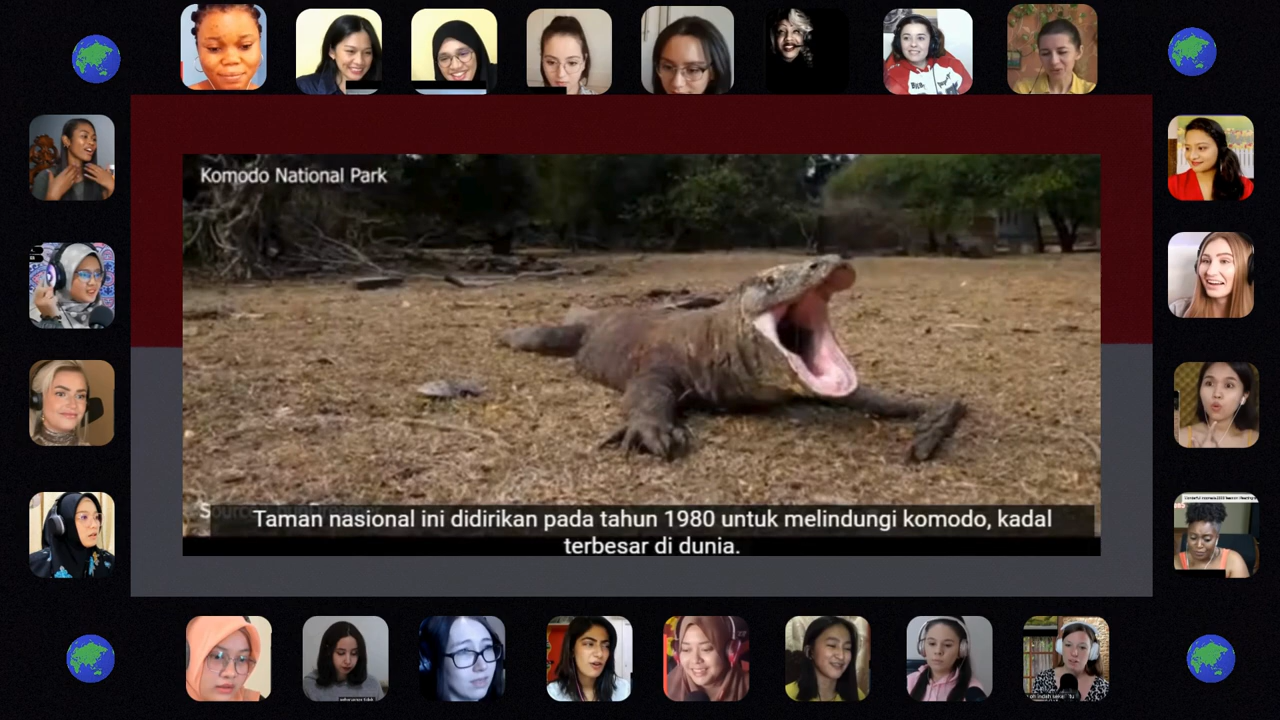 Komodo National Park
Taman nasional ini didirikan pada tahun 1980 untuk melindungi komodo, kadal
terbesar di dunia.